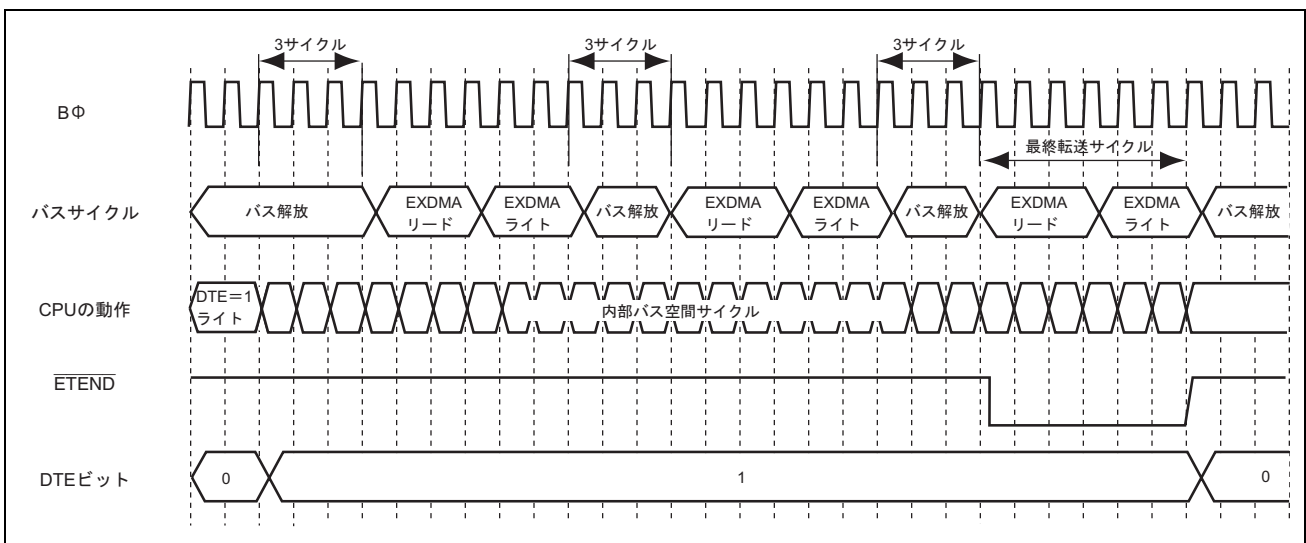 3サイクル 3サイクル 3サイクル
BΦ
最終転送サイクル
バスサイクル
バス解放
EXDMA
リード
EXDMA
ライト
バス解放
EXDMA
リード
EXDMA
ライト
バス解放
EXDMA
リード
EXDMA
ライト
バス解放
CPUの動作
DTE=1
ライト
内部バス空間サイクル
ETEND
DTEビット
0 1 0